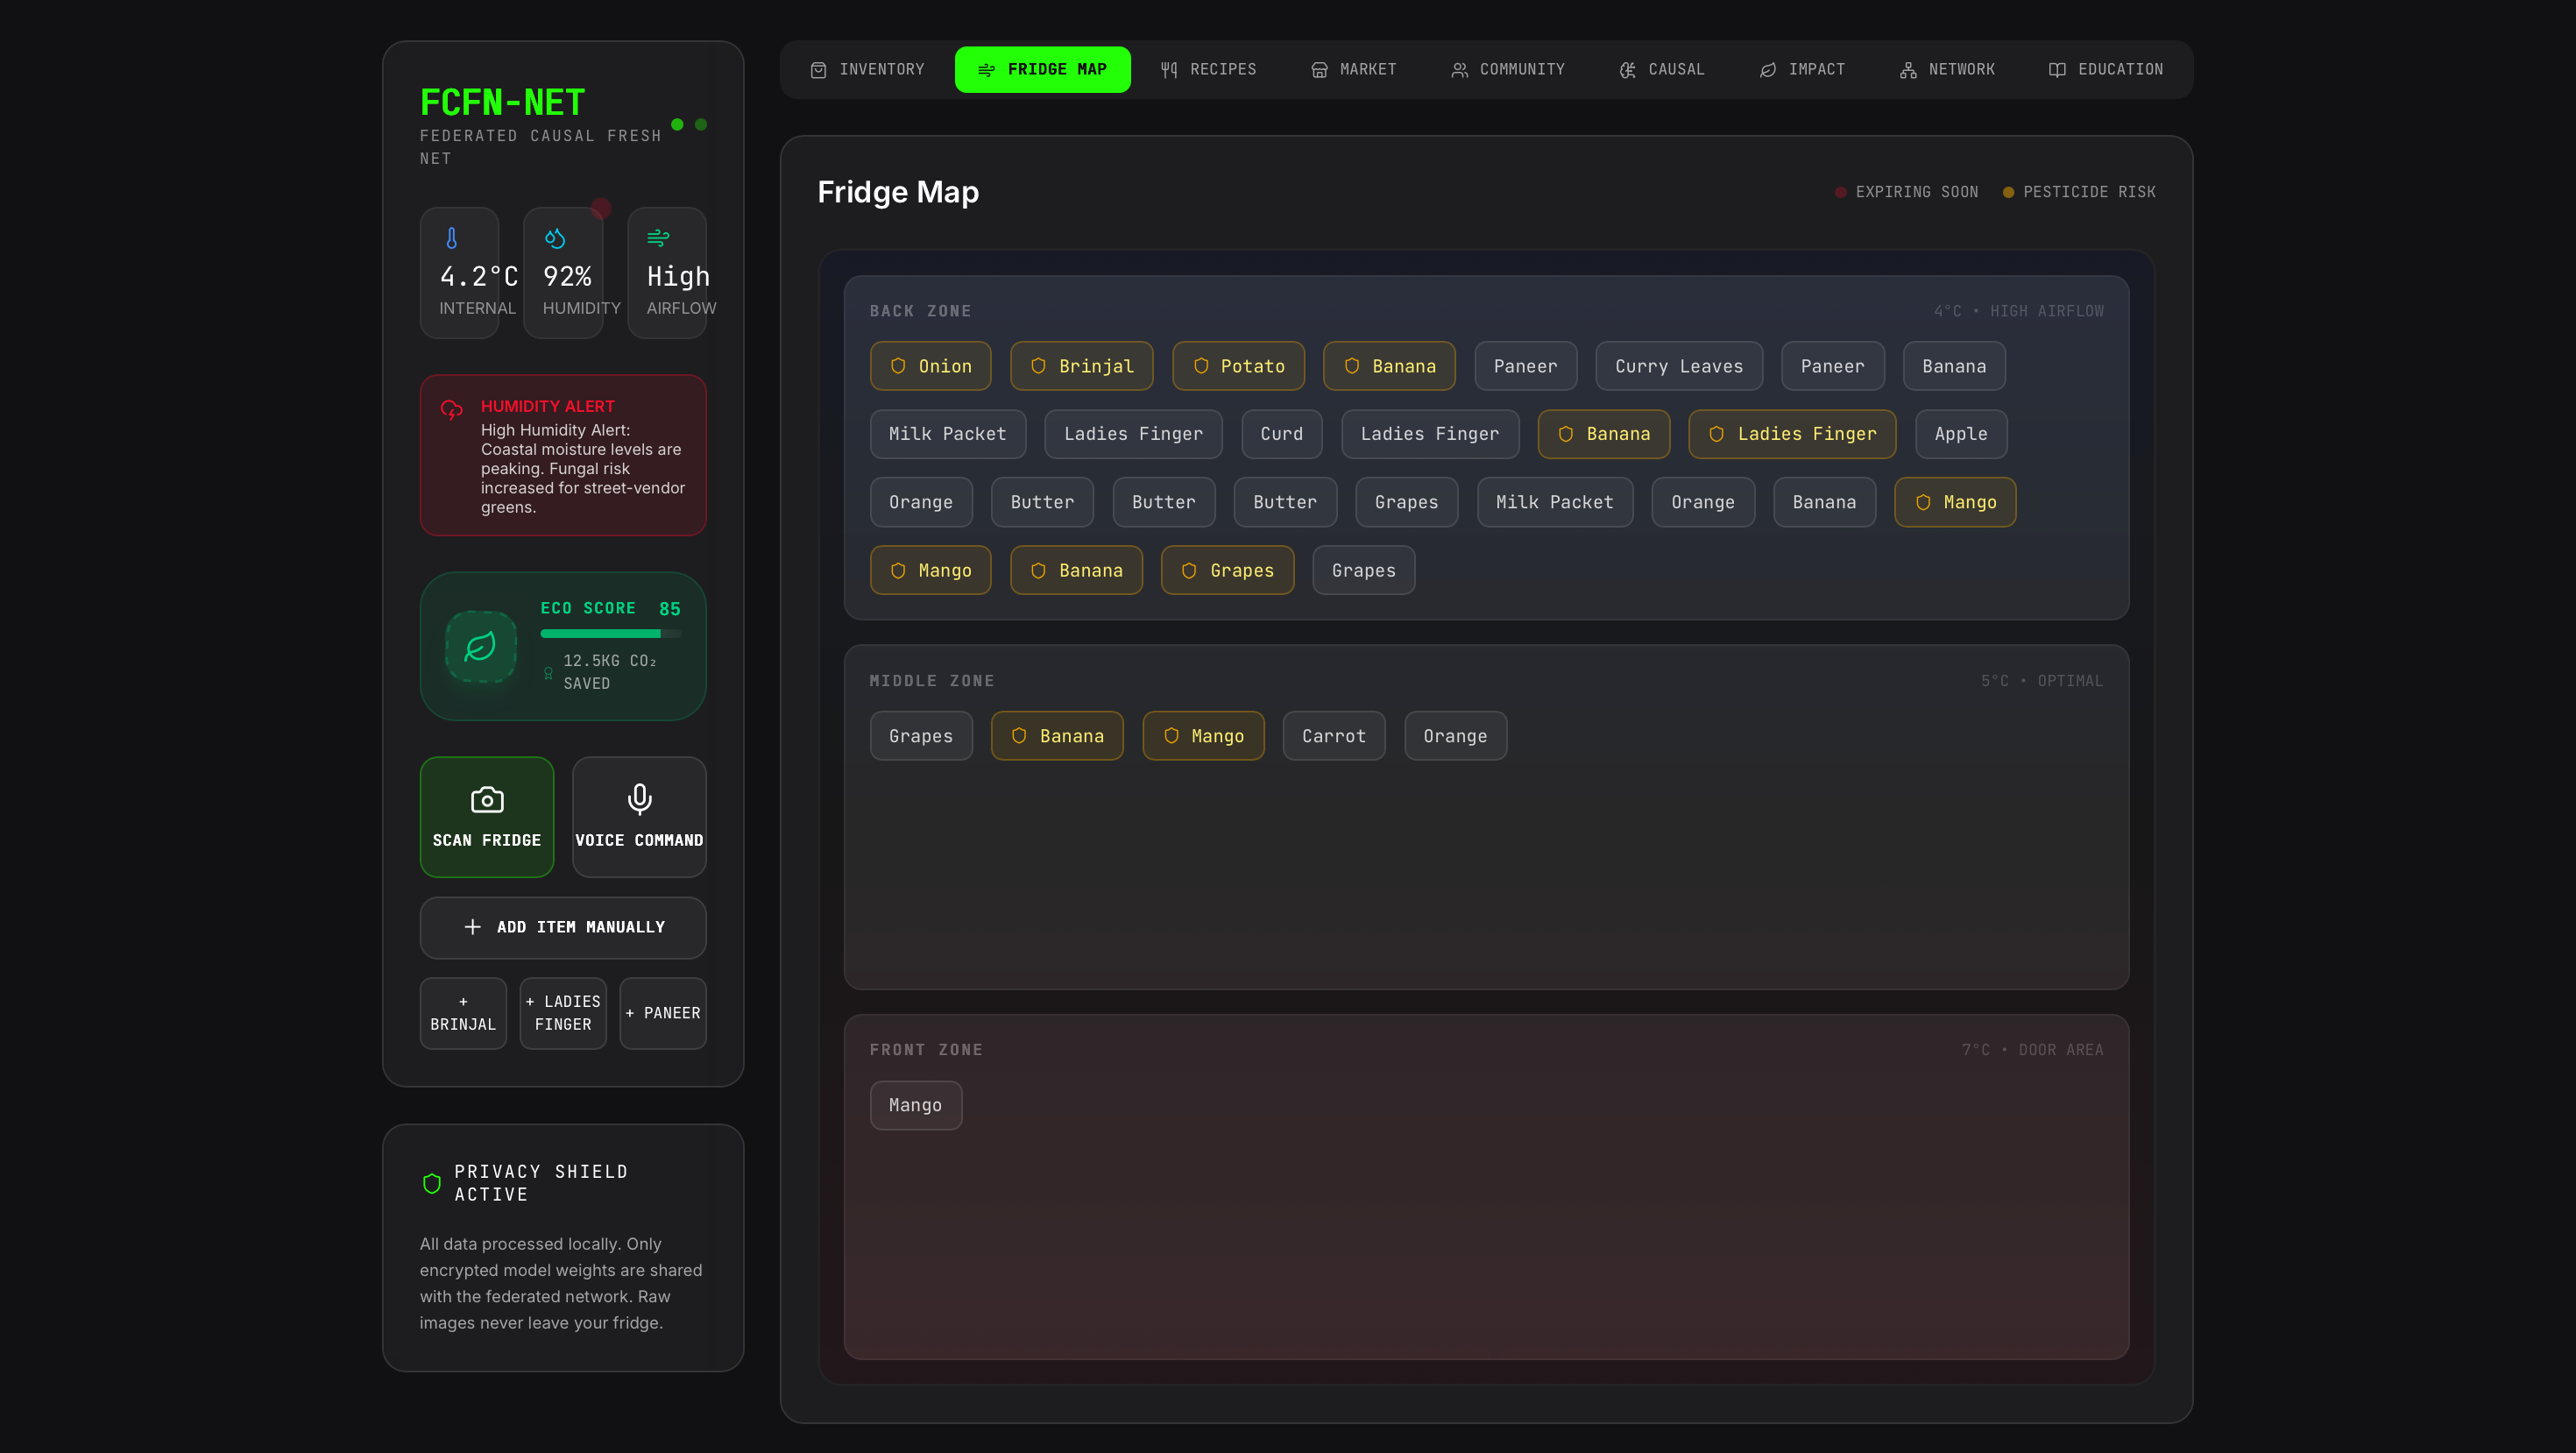 FCFN-NET
FEDERATED CAUSAL FRESH
NET
4.2°C
INTERNAL
92%
HUMIDITY
High
AIRFLOW
HUMIDITY ALERT
High Humidity Alert:
Coastal moisture levels are
peaking. Fungal risk
increased for street-vendor
greens.
ECO SCORE 85
12.5KG CO₂
SAVED
SCAN FRIDGE
VOICE COMMAND
ADD ITEM MANUALLY
+
BRINJAL
+ LADIES
FINGER
+ PANEER
PRIVACY SHIELD
ACTIVE
All data processed locally. Only
encrypted model weights are shared
with the federated network. Raw
images never leave your fridge.
INVENTORY FRIDGE MAP RECIPES MARKET COMMUNITY CAUSAL IMPACT NETWORK EDUCATION
Fridge Map
EXPIRING SOON PESTICIDE RISK
BACK ZONE 4°C • HIGH AIRFLOW
Onion Brinjal Potato Banana Paneer Curry Leaves Paneer Banana
Milk Packet Ladies Finger Curd Ladies Finger Banana Ladies Finger Apple
Orange Butter Butter Butter Grapes Milk Packet Orange Banana Mango
Mango Banana Grapes Grapes
MIDDLE ZONE 5°C • OPTIMAL
Grapes Banana Mango Carrot Orange
FRONT ZONE 7°C • DOOR AREA
Mango